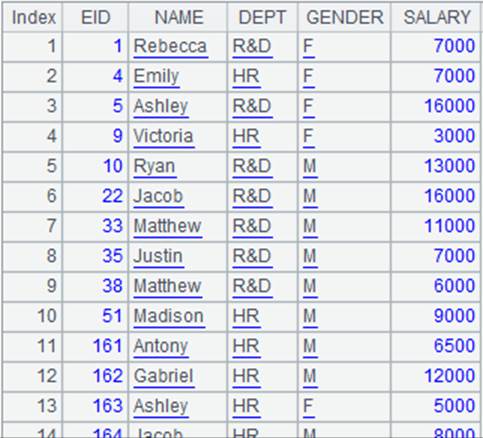 Index EID NAME DEPT GENDER SALARY
1 1 Rebecca R&D F 7000
2 4 Emily HR F 7000
3 5 Ashley R&D F 16000
4 9 Victoria HR F 3000
5 10 Ryan R&D M 13000
6 22 Jacob R&D M 16000
7 33 Matthew R&D M 11000
8 35 Justin R&D M 7000
9 38 Matthew R&D M 6000
10 51 Madison HR M 9000
11 161 Antony HR M 6500
12 162 Gabriel HR M 12000
13 163 Ashley HR F 5000
14 164 Jacob HR M 8000